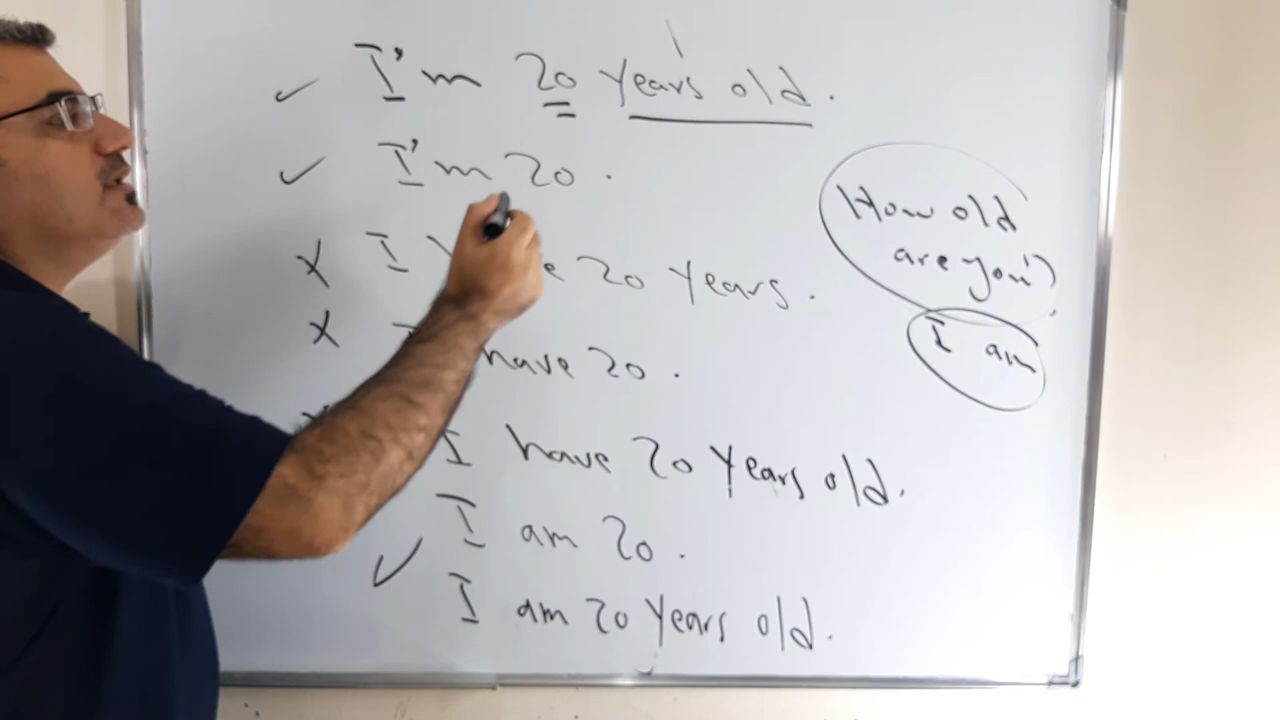 I'm 20 years old.
I'm 20.
I 20 years.
have 20.
I have 20 years old.
I am 20.
I am 20 years old.
How old
are you?
I am